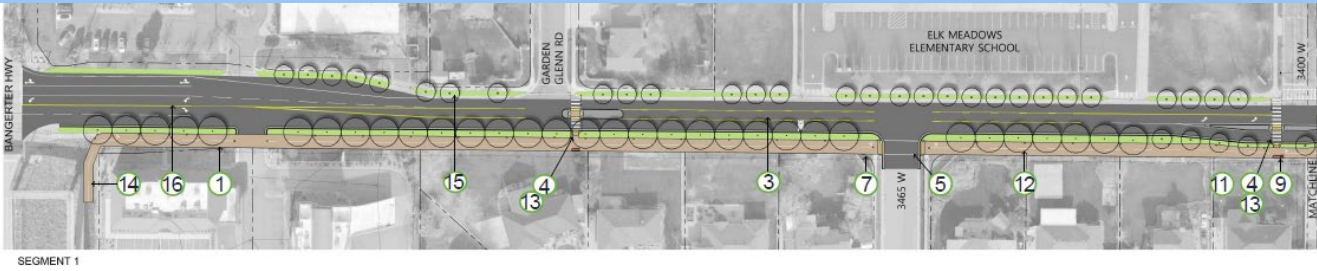 BANGERTER HWY
GARDEN
GLENN RD
ELK MEADOWS
ELEMENTARY SCHOOL
3400 W
14
16
1
15
4
13
3
7
3465 W
5
12
11
4
13
9
MATCHLINE
SEGMENT 1